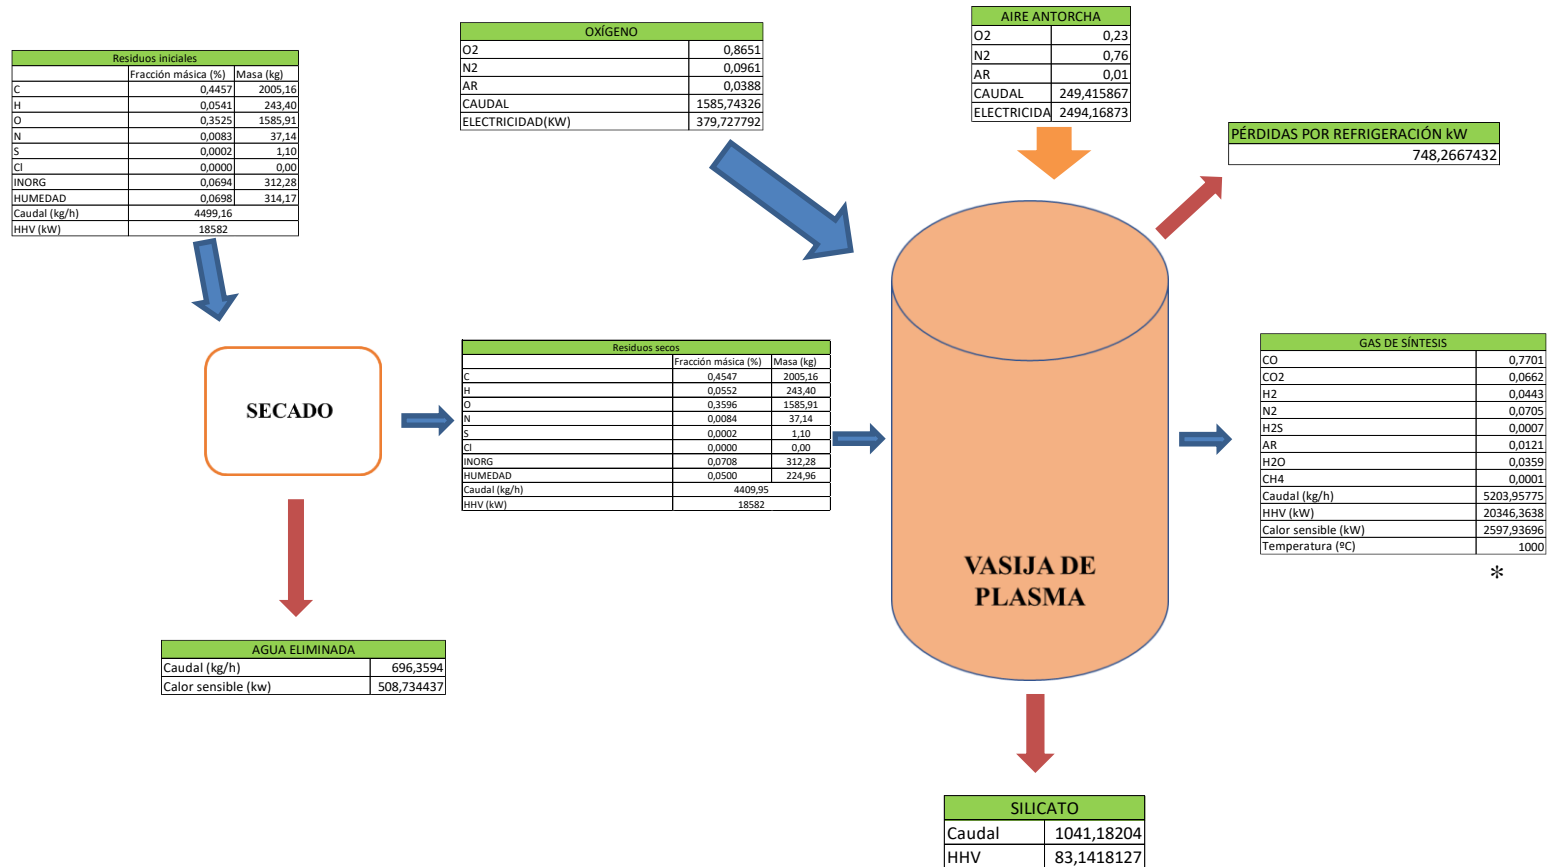 AIRE ANTORCHA
O2 0,23
N2 0,76
AR 0,01
CAUDAL 249,415867
ELECTRICIDA 2494,16873
OXÍGENO
O2 0,8651
N2 0,0961
AR 0,0388
CAUDAL 1585,74326
ELECTRICIDAD(KW) 379,727792
Residuos iniciales
Fracción másica (%) Masa (kg)
C 0,4457 2005,16
H 0,0541 243,40
O 0,3525 1585,91
N 0,0083 37,14
S 0,0002 1,10
Cl 0,0000 0,00
INORG 0,0694 312,28
HUMEDAD 0,0698 314,17
Caudal (kg/h) 4499,16
HHV (kW) 18582
PÉRDIDAS POR REFRIGERACIÓN kW
748,2667432
SECADO
Residuos secos
Fracción másica (%) Masa (kg)
C 0,4547 2005,16
H 0,0552 243,40
O 0,3596 1585,91
N 0,0084 37,14
S 0,0002 1,10
Cl 0,0000 0,00
INORG 0,0708 312,28
HUMEDAD 0,0500 224,96
Caudal (kg/h) 4409,95
HHV (kW) 18582
GAS DE SÍNTESIS
CO 0,7701
CO2 0,0662
H2 0,0443
N2 0,0705
H2S 0,0007
AR 0,0121
H2O 0,0359
CH4 0,0001
Caudal (kg/h) 5203,95775
HHV (kW) 20346,3638
Calor sensible (kW) 2597,93696
Temperatura (ºC) 1000
*
VASIJA DE
PLASMA
AGUA ELIMINADA
Caudal (kg/h) 696,3594
Calor sensible (kw) 508,734437
SILICATO
Caudal 1041,18204
HHV 83,1418127